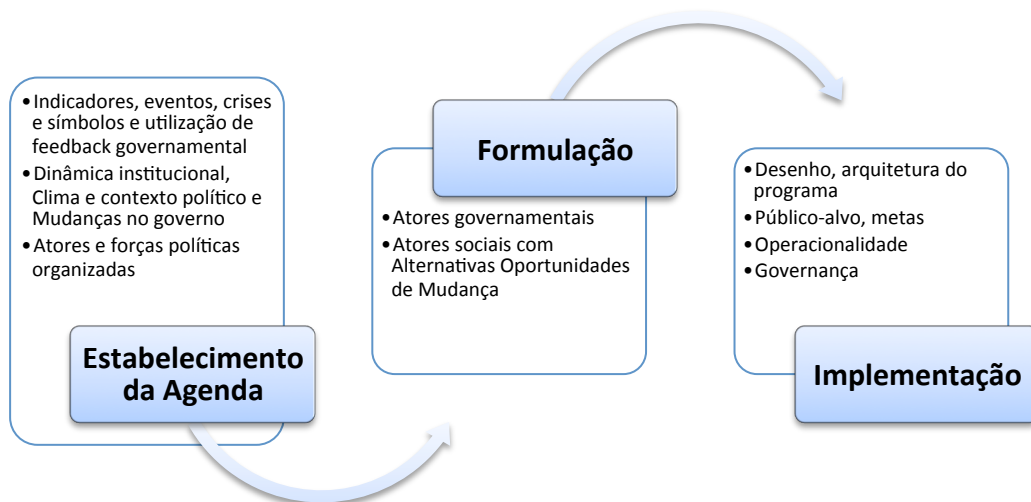 •Indicadores, eventos, crises
e símbolos e utilização de
feedback governamental
•Dinâmica institucional,
Clima e contexto político e
Mudanças no governo
•Atores e forças políticas
organizadas
Estabelecimento
da Agenda
Formulação
•Atores governamentais
•Atores sociais com
Alternativas Oportunidades
de Mudança
•Desenho, arquitetura do
programa
•Público-alvo, metas
•Operacionalidade
•Governança
Implementação